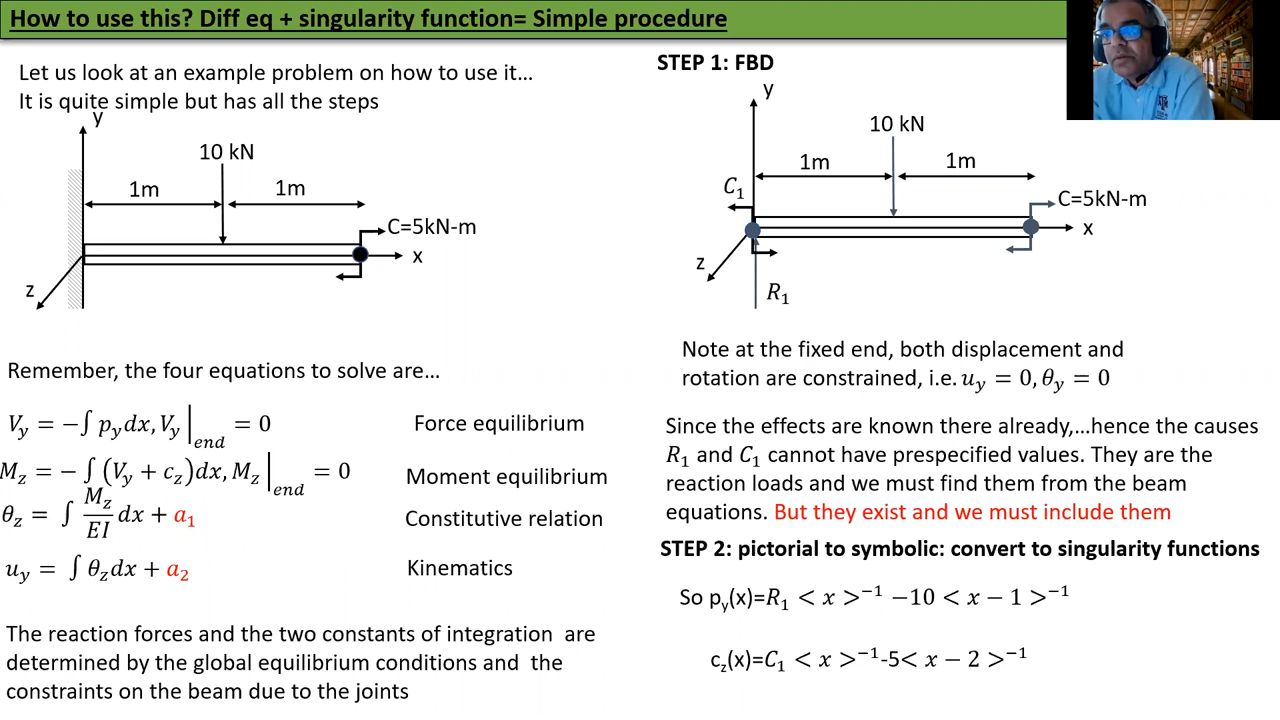 How to use this? Diff eq + singularity function= Simple procedure
Let us look at an example problem on how to use it…
It is quite simple but has all the steps
y
10 kN
1m
1m
C=5kN-m
x
z
Remember, the four equations to solve are…
V_y = −∫ p_y dx, V_y|_end = 0
Force equilibrium
M_z = −∫ (V_y + c_z)dx, M_z|_end = 0
Moment equilibrium
θ_z = ∫ M_z/EI dx + a_1
Constitutive relation
u_y = ∫ θ_z dx + a_2
Kinematics
The reaction forces and the two constants of integration are
determined by the global equilibrium conditions and the
constraints on the beam due to the joints
STEP 1: FBD
y
10 kN
1m
1m
C_1
C=5kN-m
x
z
R_1
Note at the fixed end, both displacement and
rotation are constrained, i.e. u_y = 0, θ_y = 0
Since the effects are known there already,…hence the causes
R_1 and C_1 cannot have prespecified values. They are the
reaction loads and we must find them from the beam
equations. But they exist and we must include them
STEP 2: pictorial to symbolic: convert to singularity functions
So p_y(x)=R_1 < x >^−1 −10 < x − 1 >^−1
c_z(x)=C_1 < x >^−1 -5< x − 2 >^−1